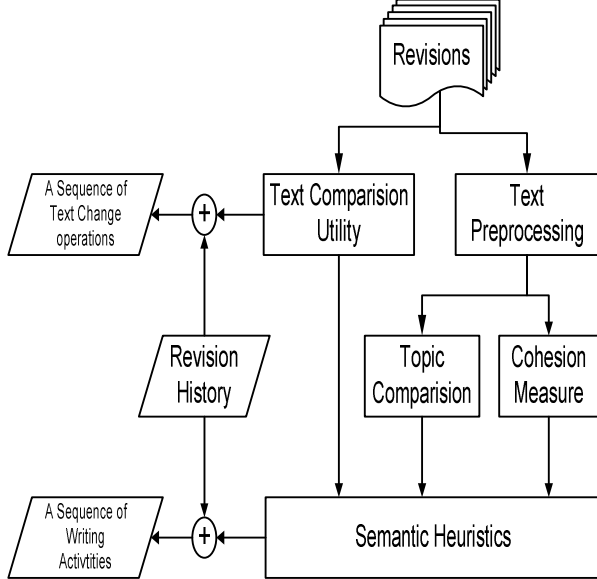 Revisions
A Sequence of
Text Change
operations
+
Text Comparision
Utility
Text
Preprocessing
Revision
History
Topic
Comparision
Cohesion
Measure
A Sequence of
Writing
Activtities
+
Semantic Heuristics